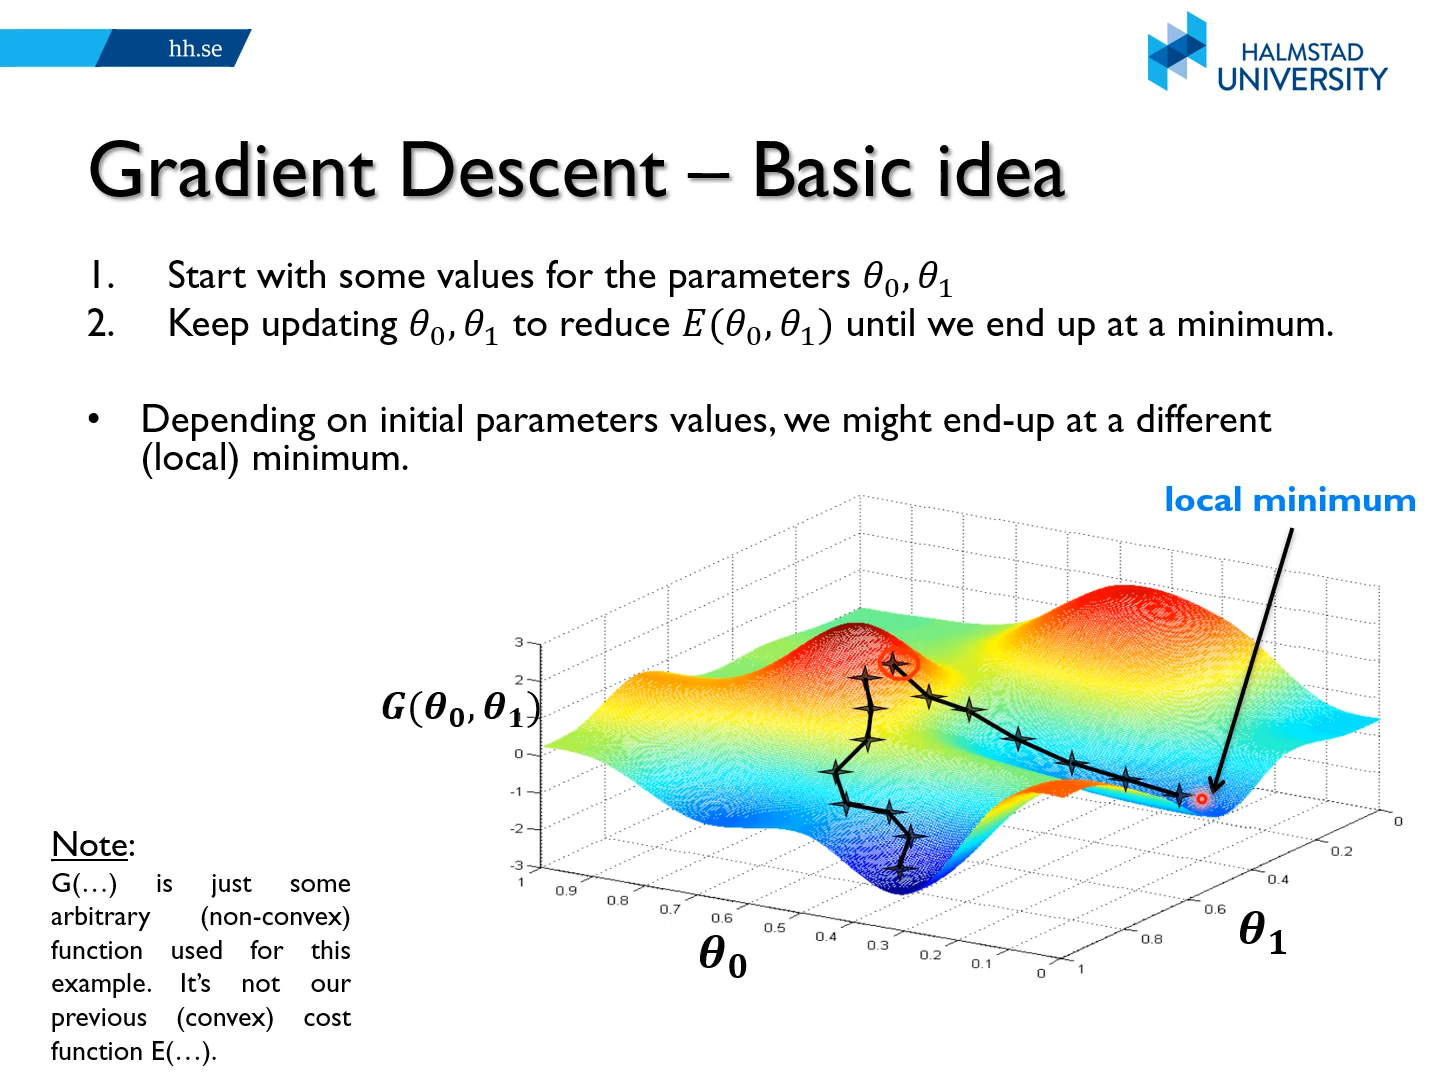 hh.se
HALMSTAD
UNIVERSITY
Gradient Descent – Basic idea
1. Start with some values for the parameters θ₀, θ₁
2. Keep updating θ₀, θ₁ to reduce E(θ₀, θ₁) until we end up at a minimum.
• Depending on initial parameters values, we might end-up at a different
(local) minimum.
local minimum
3
2
1
0
-1
-2
-3
G(θ₀, θ₁)
1
0.9
0.8
0.7
0.6
0.5
0.4
0.3
0.2
0.1
0
θ₀
0
0.2
0.4
0.6
0.8
1
θ₁
Note:
G(…) is just some
arbitrary (non-convex)
function used for this
example. It’s not our
previous (convex) cost
function E(…).